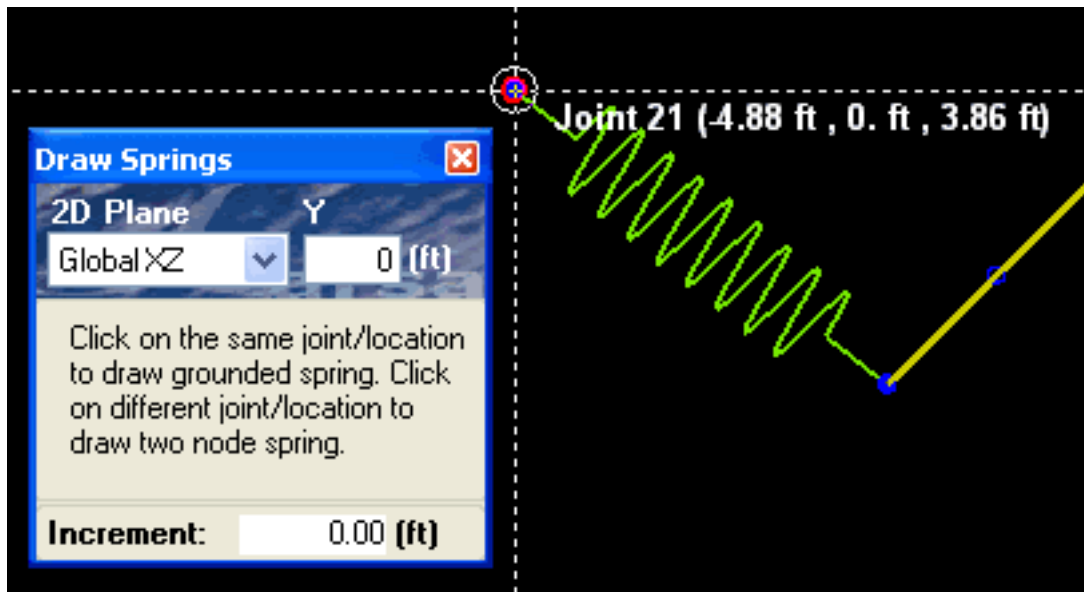 Joint 21 (-4.88 ft , 0. ft , 3.86 ft)
Draw Springs
2D Plane Y
Global XZ 0 (ft)
Click on the same joint/location
to draw grounded spring. Click
on different joint/location to
draw two node spring.
Increment: 0.00 (ft)